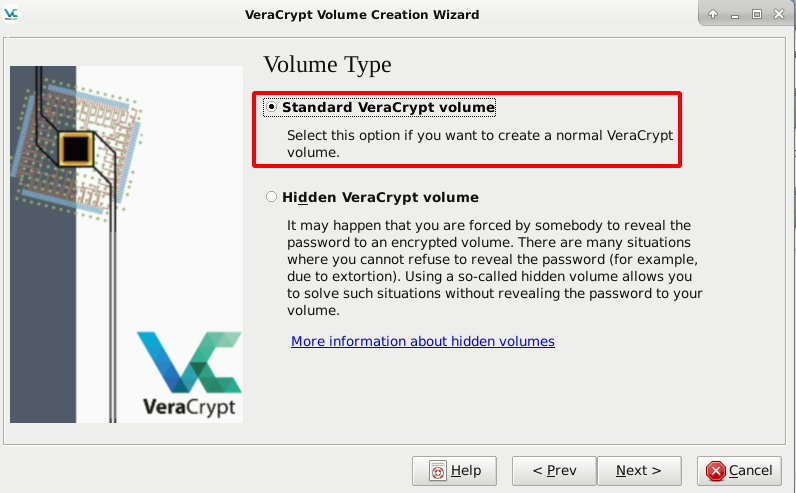 VeraCrypt Volume Creation Wizard
Volume Type
Standard VeraCrypt volume
Select this option if you want to create a normal VeraCrypt
volume.
Hidden VeraCrypt volume
It may happen that you are forced by somebody to reveal the
password to an encrypted volume. There are many situations
where you cannot refuse to reveal the password (for example,
due to extortion). Using a so-called hidden volume allows you
to solve such situations without revealing the password to your
volume.
More information about hidden volumes
VeraCrypt
Help
< Prev
Next >
Cancel